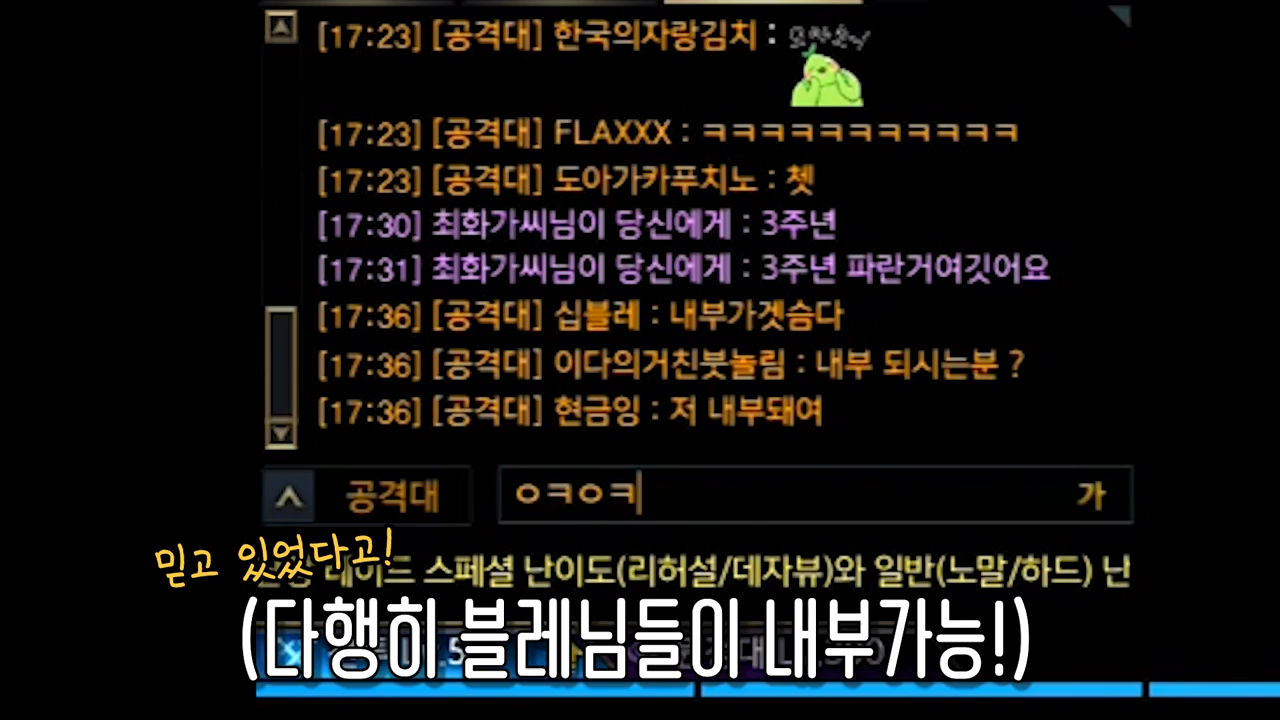 [17:23] [공격대] 한국의자랑김치 :
[17:23] [공격대] FLAXXX : ㅋㅋㅋㅋㅋㅋㅋㅋㅋㅋㅋ
[17:23] [공격대] 도아가카푸치노 : 쳇
[17:30] 최화가씨님이 당신에게 : 3주년
[17:31] 최화가씨님이 당신에게 : 3주년 파란거여깃어요
[17:36] [공격대] 십블레 : 내부가겟슴다
[17:36] [공격대] 이다의거친붓놀림 : 내부 되시는분 ?
[17:36] [공격대] 현금잉 : 저 내부돼여
공격대 ㅇㅋㅇㅋ 가
믿고 있었다고!
레이드 스페셜 난이도(리허설/데자뷰)와 일반(노말/하드) 난
(다행히 블레님들이 내부가능!)